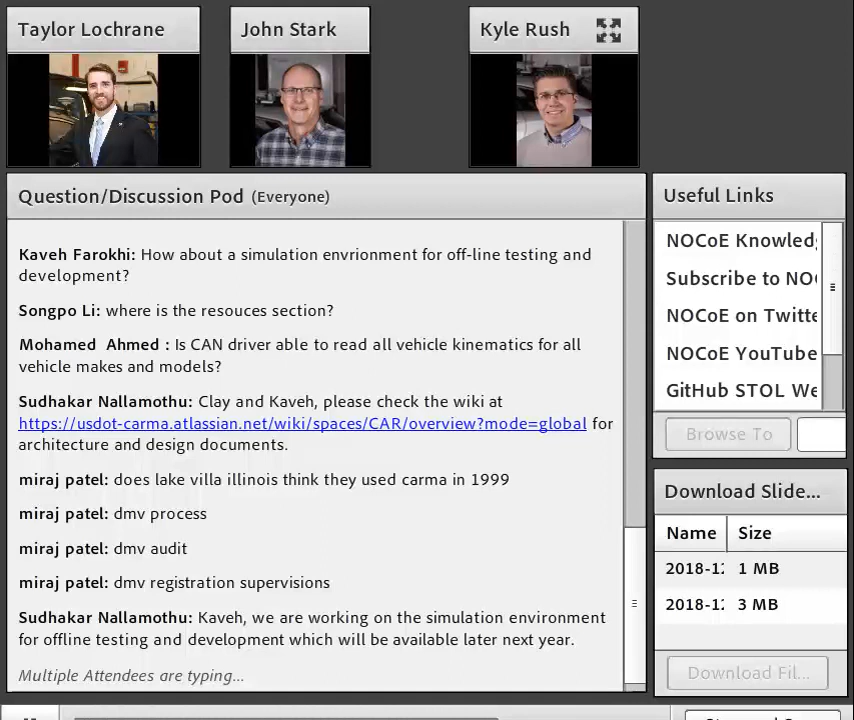 Taylor Lochrane
John Stark
Kyle Rush
Question/Discussion Pod (Everyone)
Kaveh Farokhi: How about a simulation envrionment for off-line testing and
development?
Songpo Li: where is the resouces section?
Mohamed Ahmed : Is CAN driver able to read all vehicle kinematics for all
vehicle makes and models?
Sudhakar Nallamothu: Clay and Kaveh, please check the wiki at
https://usdot-carma.atlassian.net/wiki/spaces/CAR/overview?mode=global for
architecture and design documents.
miraj patel: does lake villa illinois think they used carma in 1999
miraj patel: dmv process
miraj patel: dmv audit
miraj patel: dmv registration supervisions
Sudhakar Nallamothu: Kaveh, we are working on the simulation environment
for offline testing and development which will be available later next year.
Multiple Attendees are typing...
Useful Links
NOCoE Knowled
Subscribe to NO
NOCoE on Twitte
NOCoE YouTube
GitHub STOL We
Browse To
Download Slide...
Name Size
2018-12 1 MB
2018-12 3 MB
Download Fil...